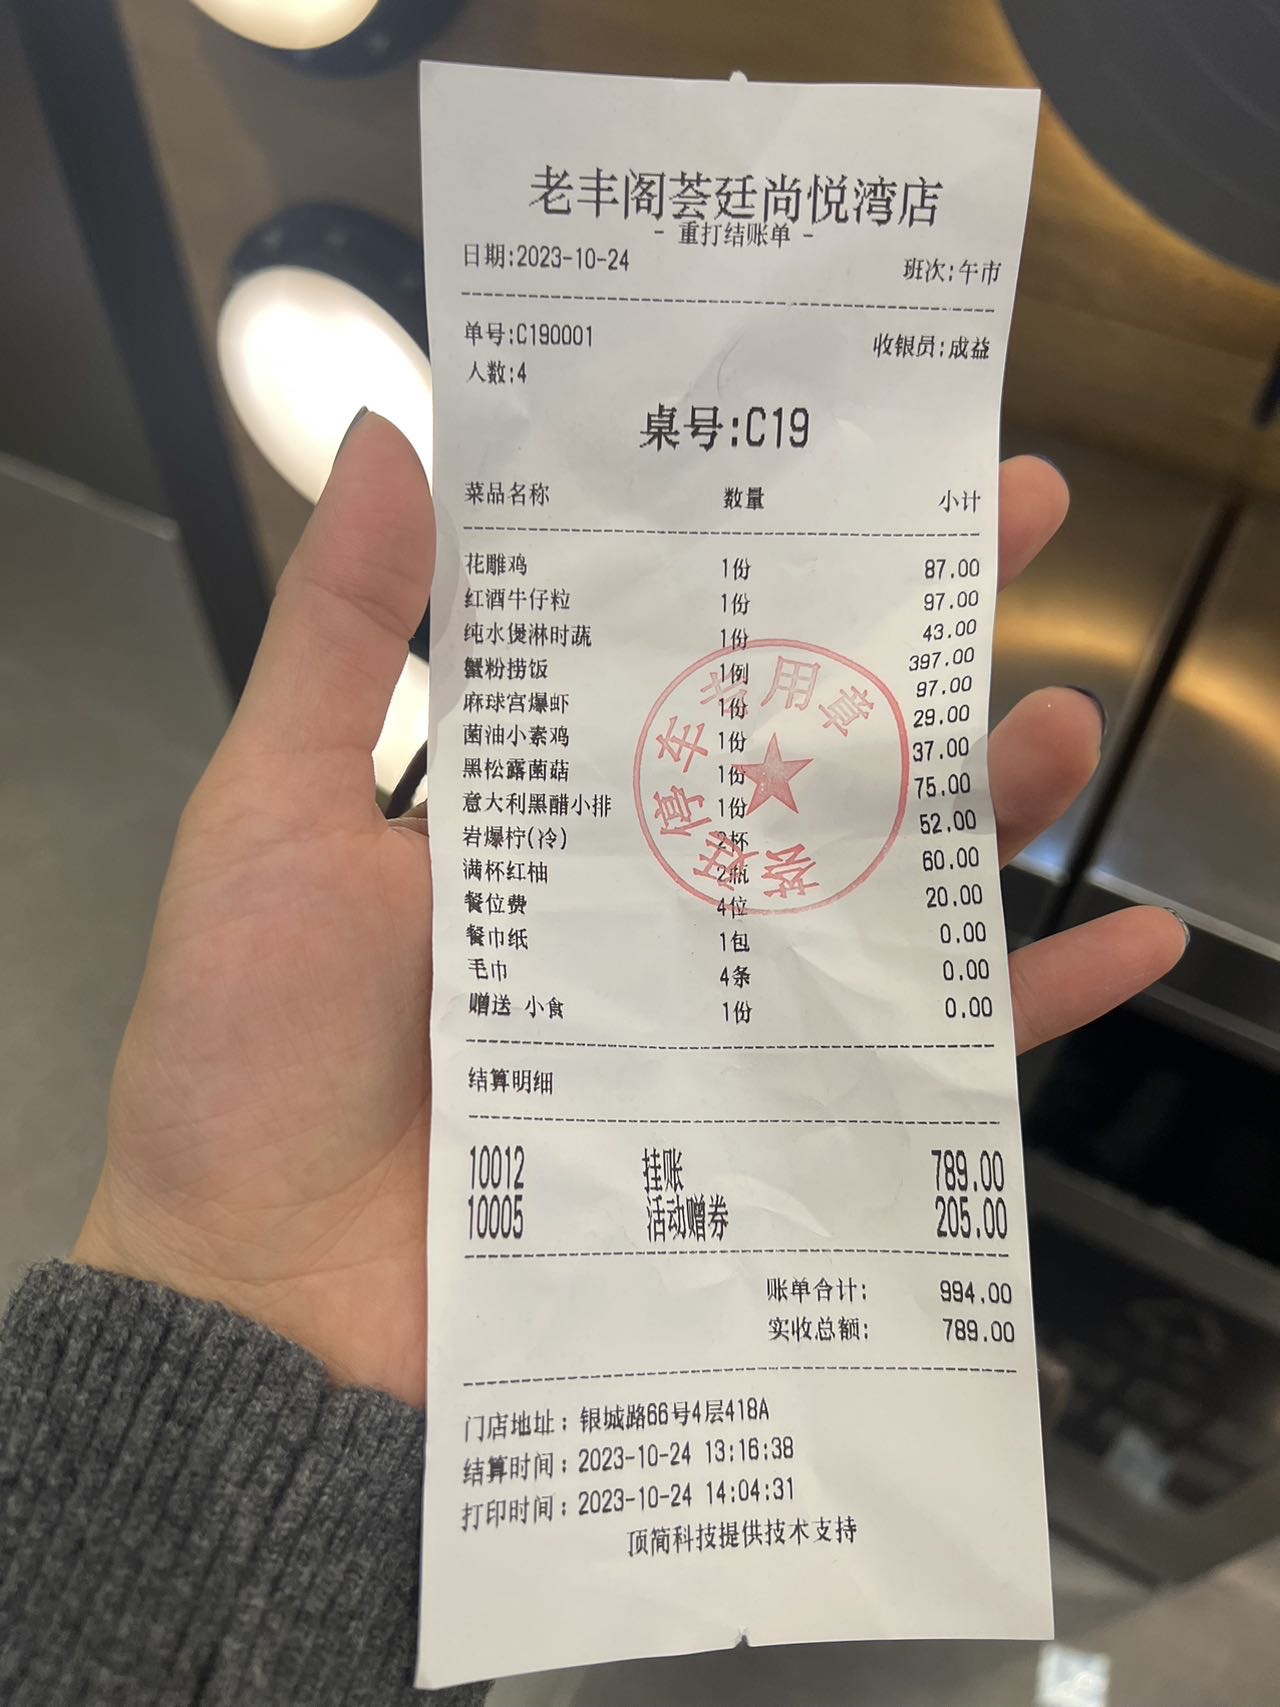 老丰阁荟廷尚悦湾店
- 重打结账单 -
日期:2023-10-24 班次:午市
单号:C190001 收银员:成益
人数:4
桌号:C19
菜品名称 数量 小计
花雕鸡 1份 87.00
红酒牛仔粒 1份 97.00
纯水煲淋时蔬 1份 43.00
蟹粉捞饭 1例 397.00
麻球宫爆虾 1份 97.00
菌油小素鸡 1份 29.00
黑松露菌菇 1份 37.00
意大利黑醋小排 1份 75.00
岩爆柠(冷) 2杯 52.00
满杯红柚 2瓶 60.00
餐位费 4位 20.00
餐巾纸 1包 0.00
毛巾 4条 0.00
赠送 小食 1份 0.00
荟廷停车专用章
结算明细
10012 挂账 789.00
10005 活动赠券 205.00
账单合计: 994.00
实收总额: 789.00
门店地址：银城路66号4层418A
结算时间：2023-10-24 13:16:38
打印时间：2023-10-24 14:04:31
顶简科技提供技术支持